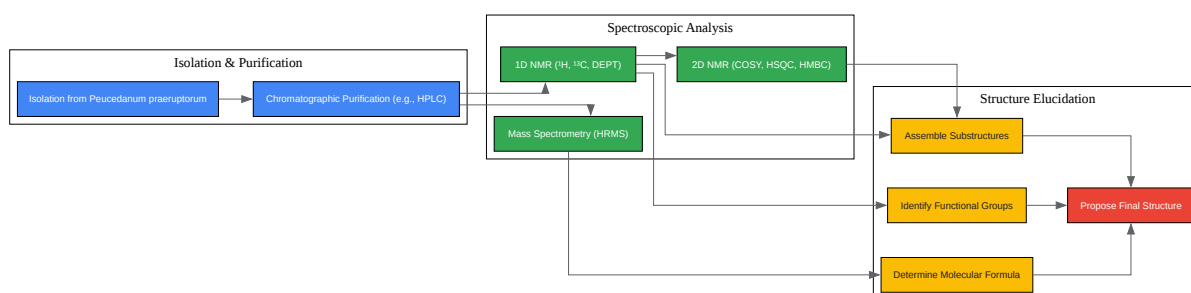 Isolation & Purification
Isolation from Peucedanum praeruptorum
Chromatographic Purification (e.g., HPLC)
Spectroscopic Analysis
1D NMR (¹H, ¹³C, DEPT)
2D NMR (COSY, HSQC, HMBC)
Mass Spectrometry (HRMS)
Structure Elucidation
Assemble Substructures
Identify Functional Groups
Propose Final Structure
Determine Molecular Formula